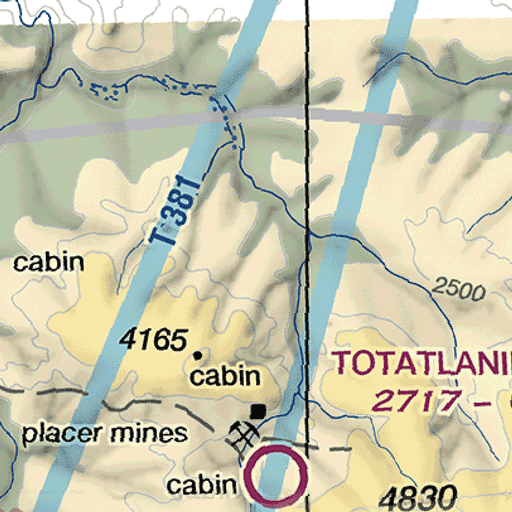 T 381
cabin
2500
4165
TOTATLANI
cabin
2717 –
placer mines
cabin
4830